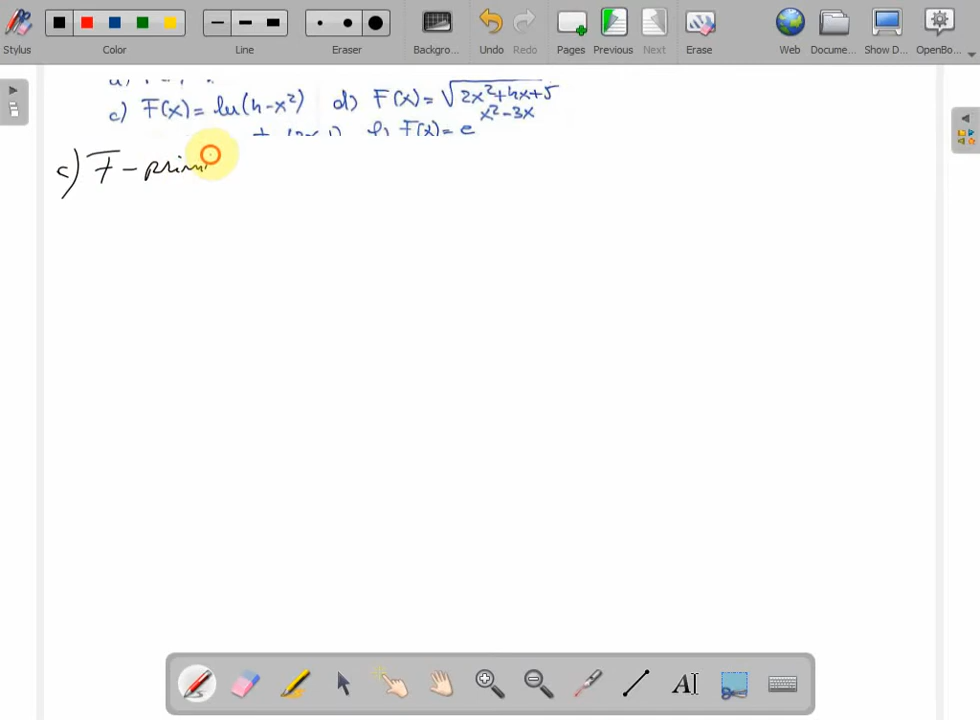 Stylus Color Line Eraser Backgro... Undo Redo Pages Previous Next Erase Web Docume... Show D... OpenBo...
c) F(x)= ln(4-x²) d) F(x)= √2x²+4x+5
x²-3x
F(x)= e
c) F - prim
A